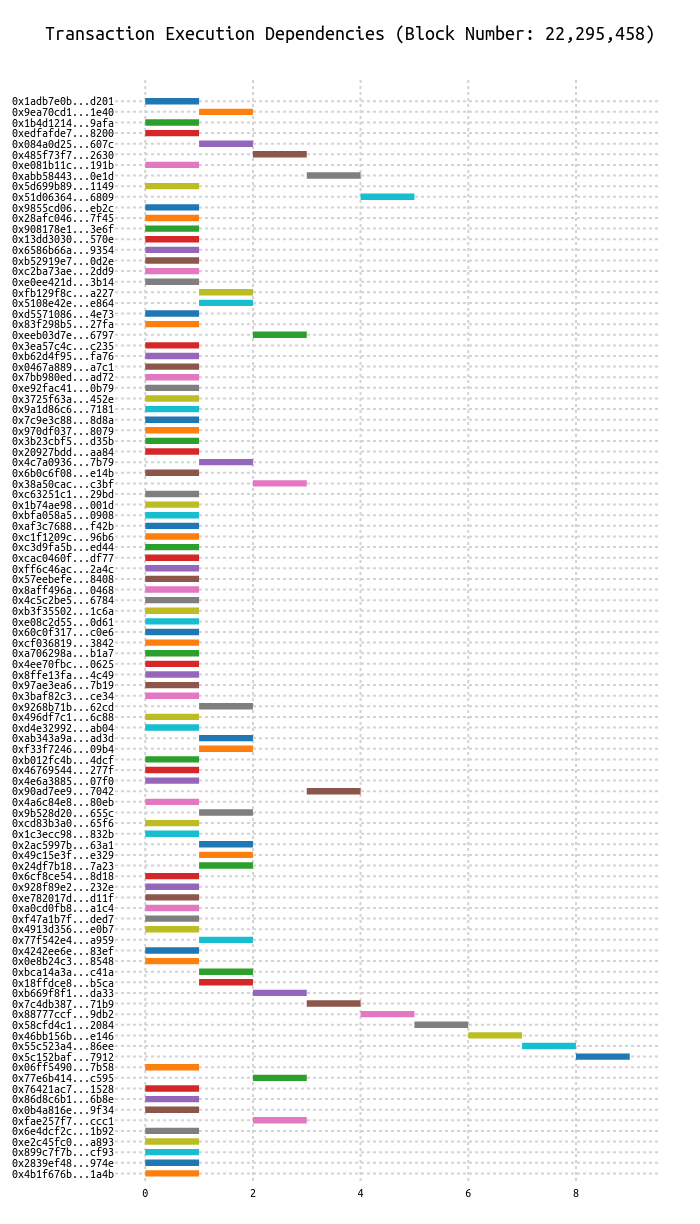 Transaction Execution Dependencies (Block Number: 22,295,458)
0x1adb7e0b...d201
0x9ea70cd1...1e40
0x1b4d1214...9afa
0xedfafde7...8200
0x084a0d25...607c
0x485f73f7...2630
0xe081b11c...191b
0xabb58443...0e1d
0x5d699b89...1149
0x51d06364...6809
0x9855cd06...eb2c
0x28afc046...7f45
0x908178e1...3e6f
0x13dd3030...570e
0x6586b66a...9354
0xb52919e7...0d2e
0xc2ba73ae...2dd9
0xe0ee421d...3b14
0xfb129f8c...a227
0x5108e42e...e864
0xd5571086...4e73
0x83f298b5...27fa
0xeeb03d7e...6797
0x3ea57c4c...c235
0xb62d4f95...fa76
0x0467a889...a7c1
0x7bb980ed...ad72
0xe92fac41...0b79
0x3725f63a...452e
0x9a1d86c6...7181
0x7c9e3c88...8d8a
0x970df037...8079
0x3b23cbf5...d35b
0x20927bdd...aa84
0x4c7a0936...7b79
0x6b0c6f08...e14b
0x38a50cac...c3bf
0xc63251c1...29bd
0x1b74ae98...001d
0xbfa058a5...0908
0xaf3c7688...f42b
0xc1f1209c...96b6
0xc3d9fa5b...ed44
0xcac0460f...df77
0xff6c46ac...2a4c
0x57eebefe...8408
0x8aff496a...0468
0x4c5c2be5...6784
0xb3f35502...1c6a
0xe08c2d55...0d61
0x60c0f317...c0e6
0xcf036819...3842
0xa706298a...b1a7
0x4ee70fbc...0625
0x8ffe13fa...4c49
0x97ae3ea6...7b19
0x3baf82c3...ce34
0x9268b71b...62cd
0x496df7c1...6c88
0xd4e32992...ab04
0xab343a9a...ad3d
0xf33f7246...09b4
0xb012fc4b...4dcf
0x46769544...277f
0x4e6a3885...07f0
0x90ad7ee9...7042
0x4a6c84e8...80eb
0x9b528d20...655c
0xcd83b3a0...65f6
0x1c3ecc98...832b
0x2ac5997b...63a1
0x49c15e3f...e329
0x24df7b18...7a23
0x6cf8ce54...8d18
0x928f89e2...232e
0xe782017d...d11f
0xa0cd0fb8...a1c4
0xf47a1b7f...ded7
0x4913d356...e0b7
0x77f542e4...a959
0x4242ee6e...83ef
0x0e8b24c3...8548
0xbca14a3a...c41a
0x18ffdce8...b5ca
0xb669f8f1...da33
0x7c4db387...71b9
0x88777ccf...9db2
0x58cfd4c1...2084
0x46bb156b...e146
0x55c523a4...86ee
0x5c152baf...7912
0x06ff5490...7b58
0x77e6b414...c595
0x76421ac7...1528
0x86d8c6b1...6b8e
0x0b4a816e...9f34
0xfae257f7...ccc1
0x6e4dcf2c...1b92
0xe2c45fc0...a893
0x899c7f7b...cf93
0x2839ef48...974e
0x4b1f676b...1a4b
0 2 4 6 8